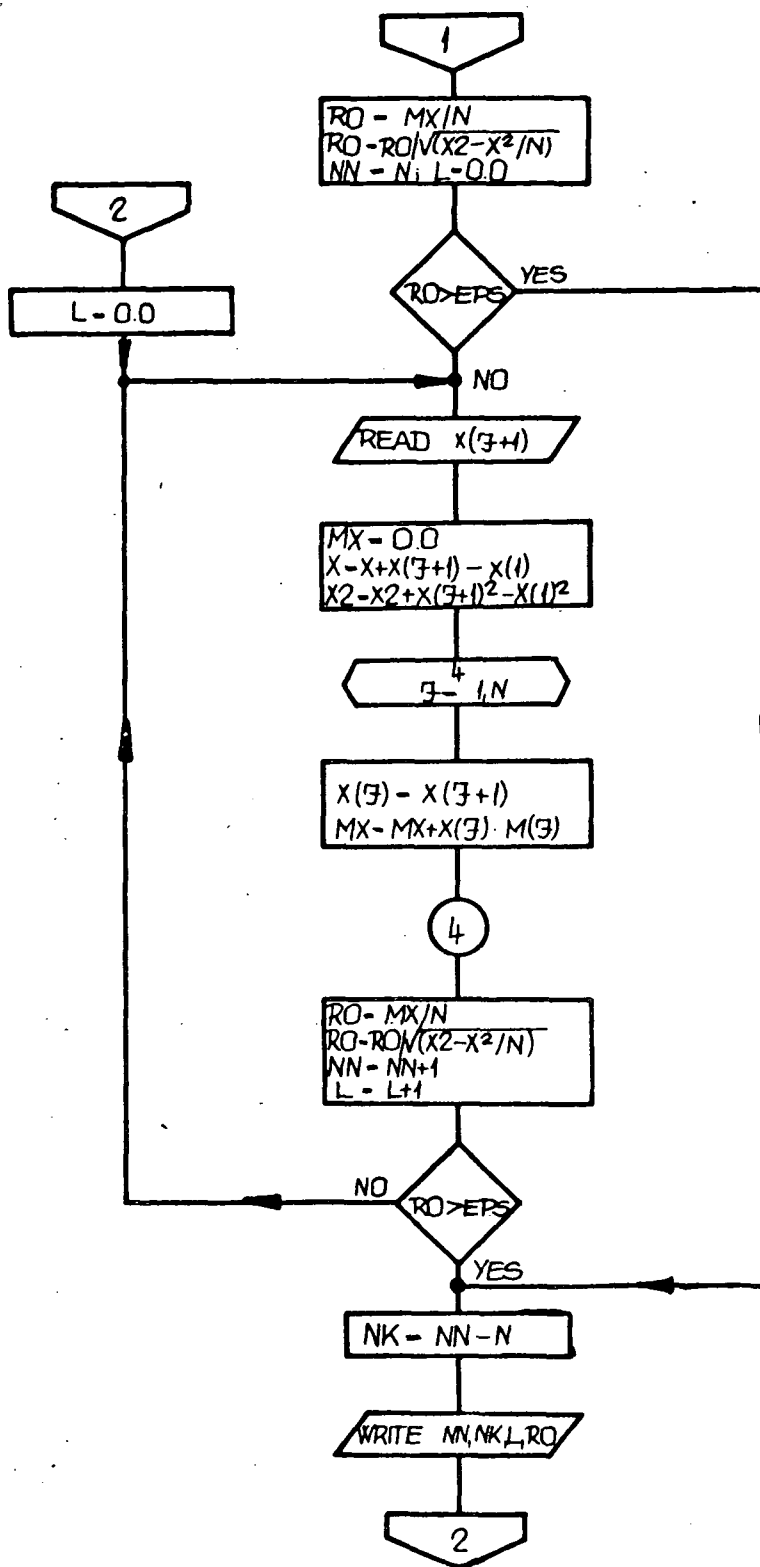 1
RO - MX/N
RO-RO/√(X2-X²/N)
NN - N; L-0.0
2
RO>EPS
YES
L-0.0
NO
READ X(J+1)
MX-0.0
X-X+X(J+1)-X(1)
X2-X2+X(J+1)²-X(1)²
4
J- 1,N
X(J)-X(J+1)
MX-MX+X(J)·M(J)
4
RO-MX/N
RO-RO/√(X2-X²/N)
NN-NN+1
L-L+1
NO
RO>EPS
YES
NK-NN-N
WRITE NN,NK,L,RO
2